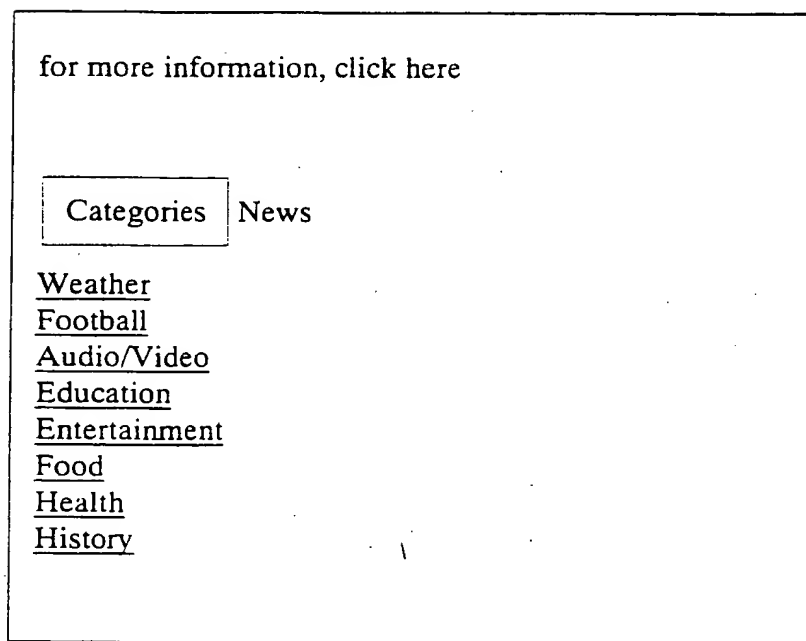 for more information, click here
Categories News
Weather
Football
Audio/Video
Education
Entertainment
Food
Health
History